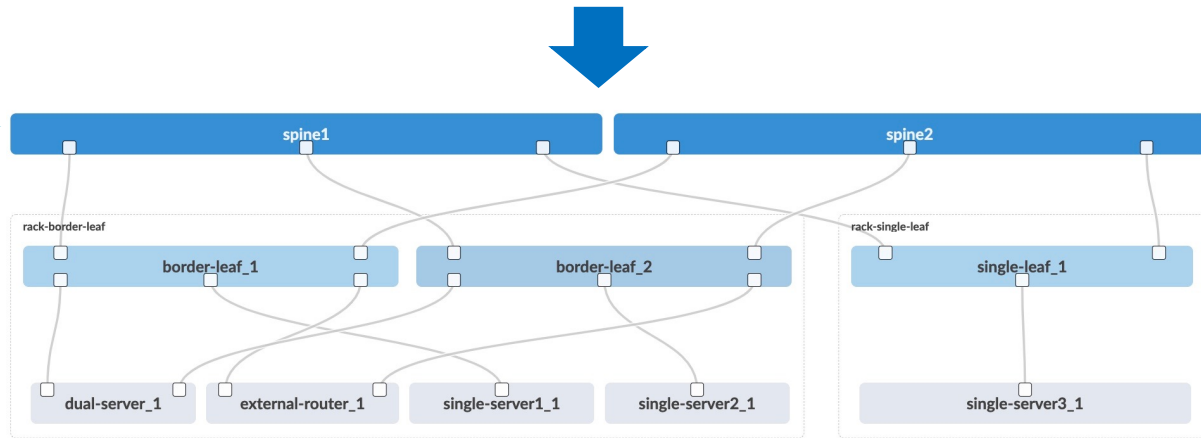 spine1
spine2
rack-border-leaf
rack-single-leaf
border-leaf_1
border-leaf_2
single-leaf_1
dual-server_1
external-router_1
single-server1_1
single-server2_1
single-server3_1